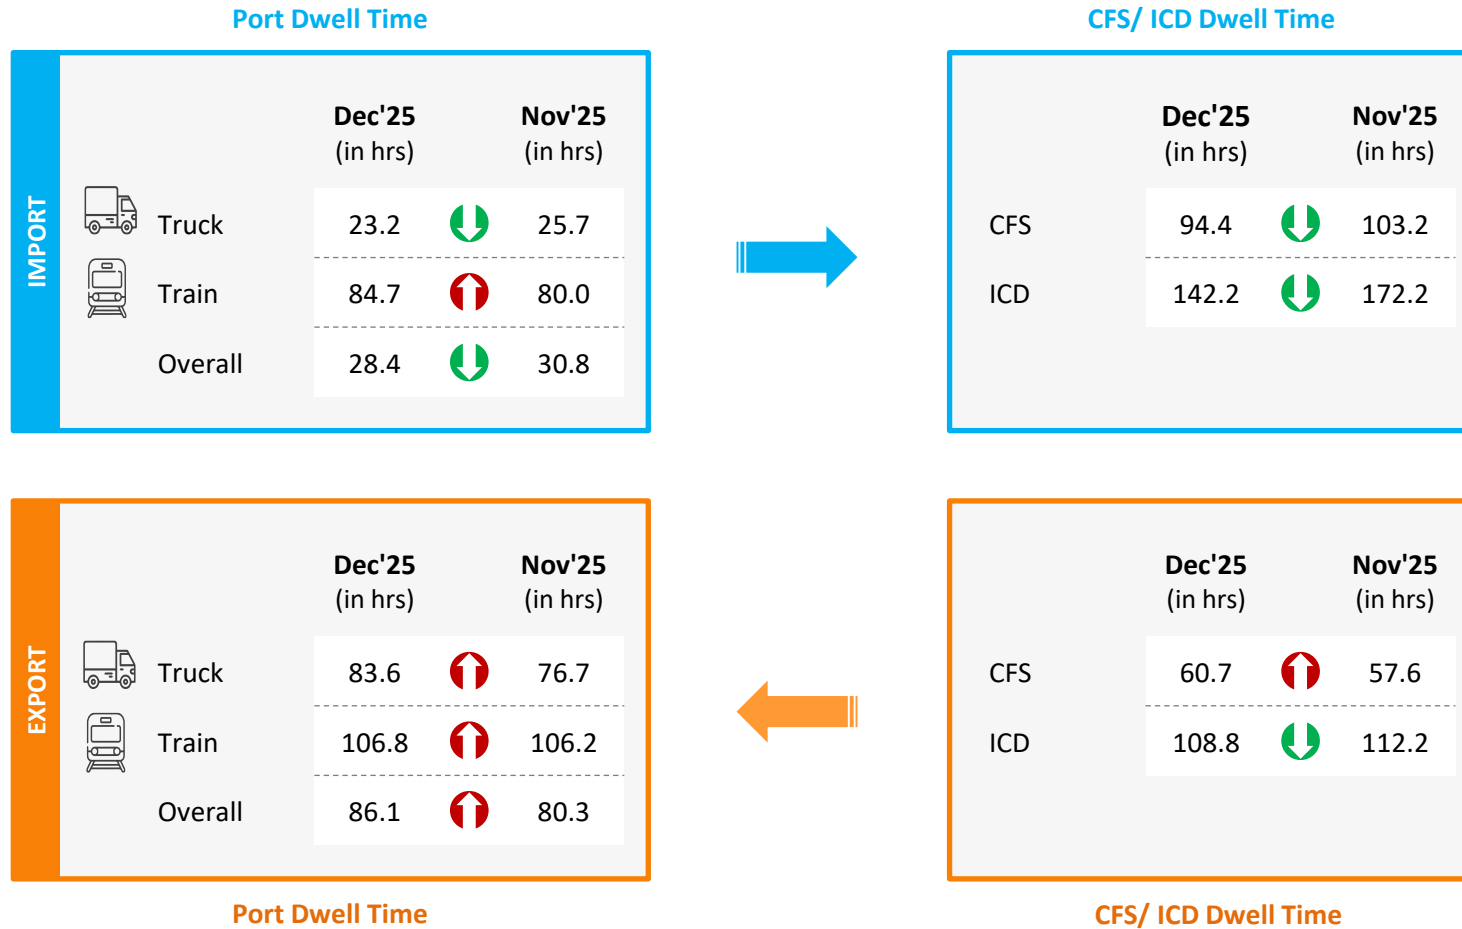 Port Dwell Time
CFS/ ICD Dwell Time
IMPORT
Dec'25 Nov'25
(in hrs) (in hrs)
Truck 23.2 25.7
Train 84.7 80.0
Overall 28.4 30.8
Dec'25 Nov'25
(in hrs) (in hrs)
CFS 94.4 103.2
ICD 142.2 172.2
EXPORT
Dec'25 Nov'25
(in hrs) (in hrs)
Truck 83.6 76.7
Train 106.8 106.2
Overall 86.1 80.3
Dec'25 Nov'25
(in hrs) (in hrs)
CFS 60.7 57.6
ICD 108.8 112.2
Port Dwell Time
CFS/ ICD Dwell Time